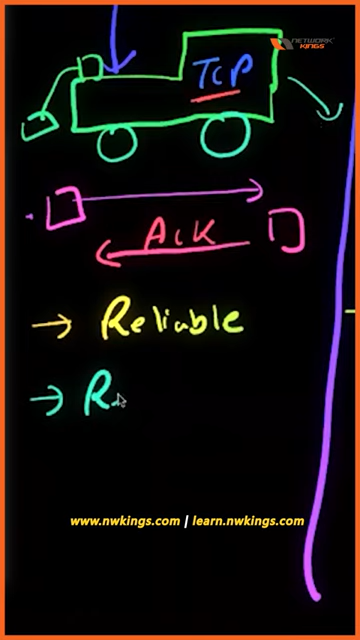 NETWORK
KINGS
TCP
Ack
→ Reliable
→ R
www.nwkings.com | learn.nwkings.com